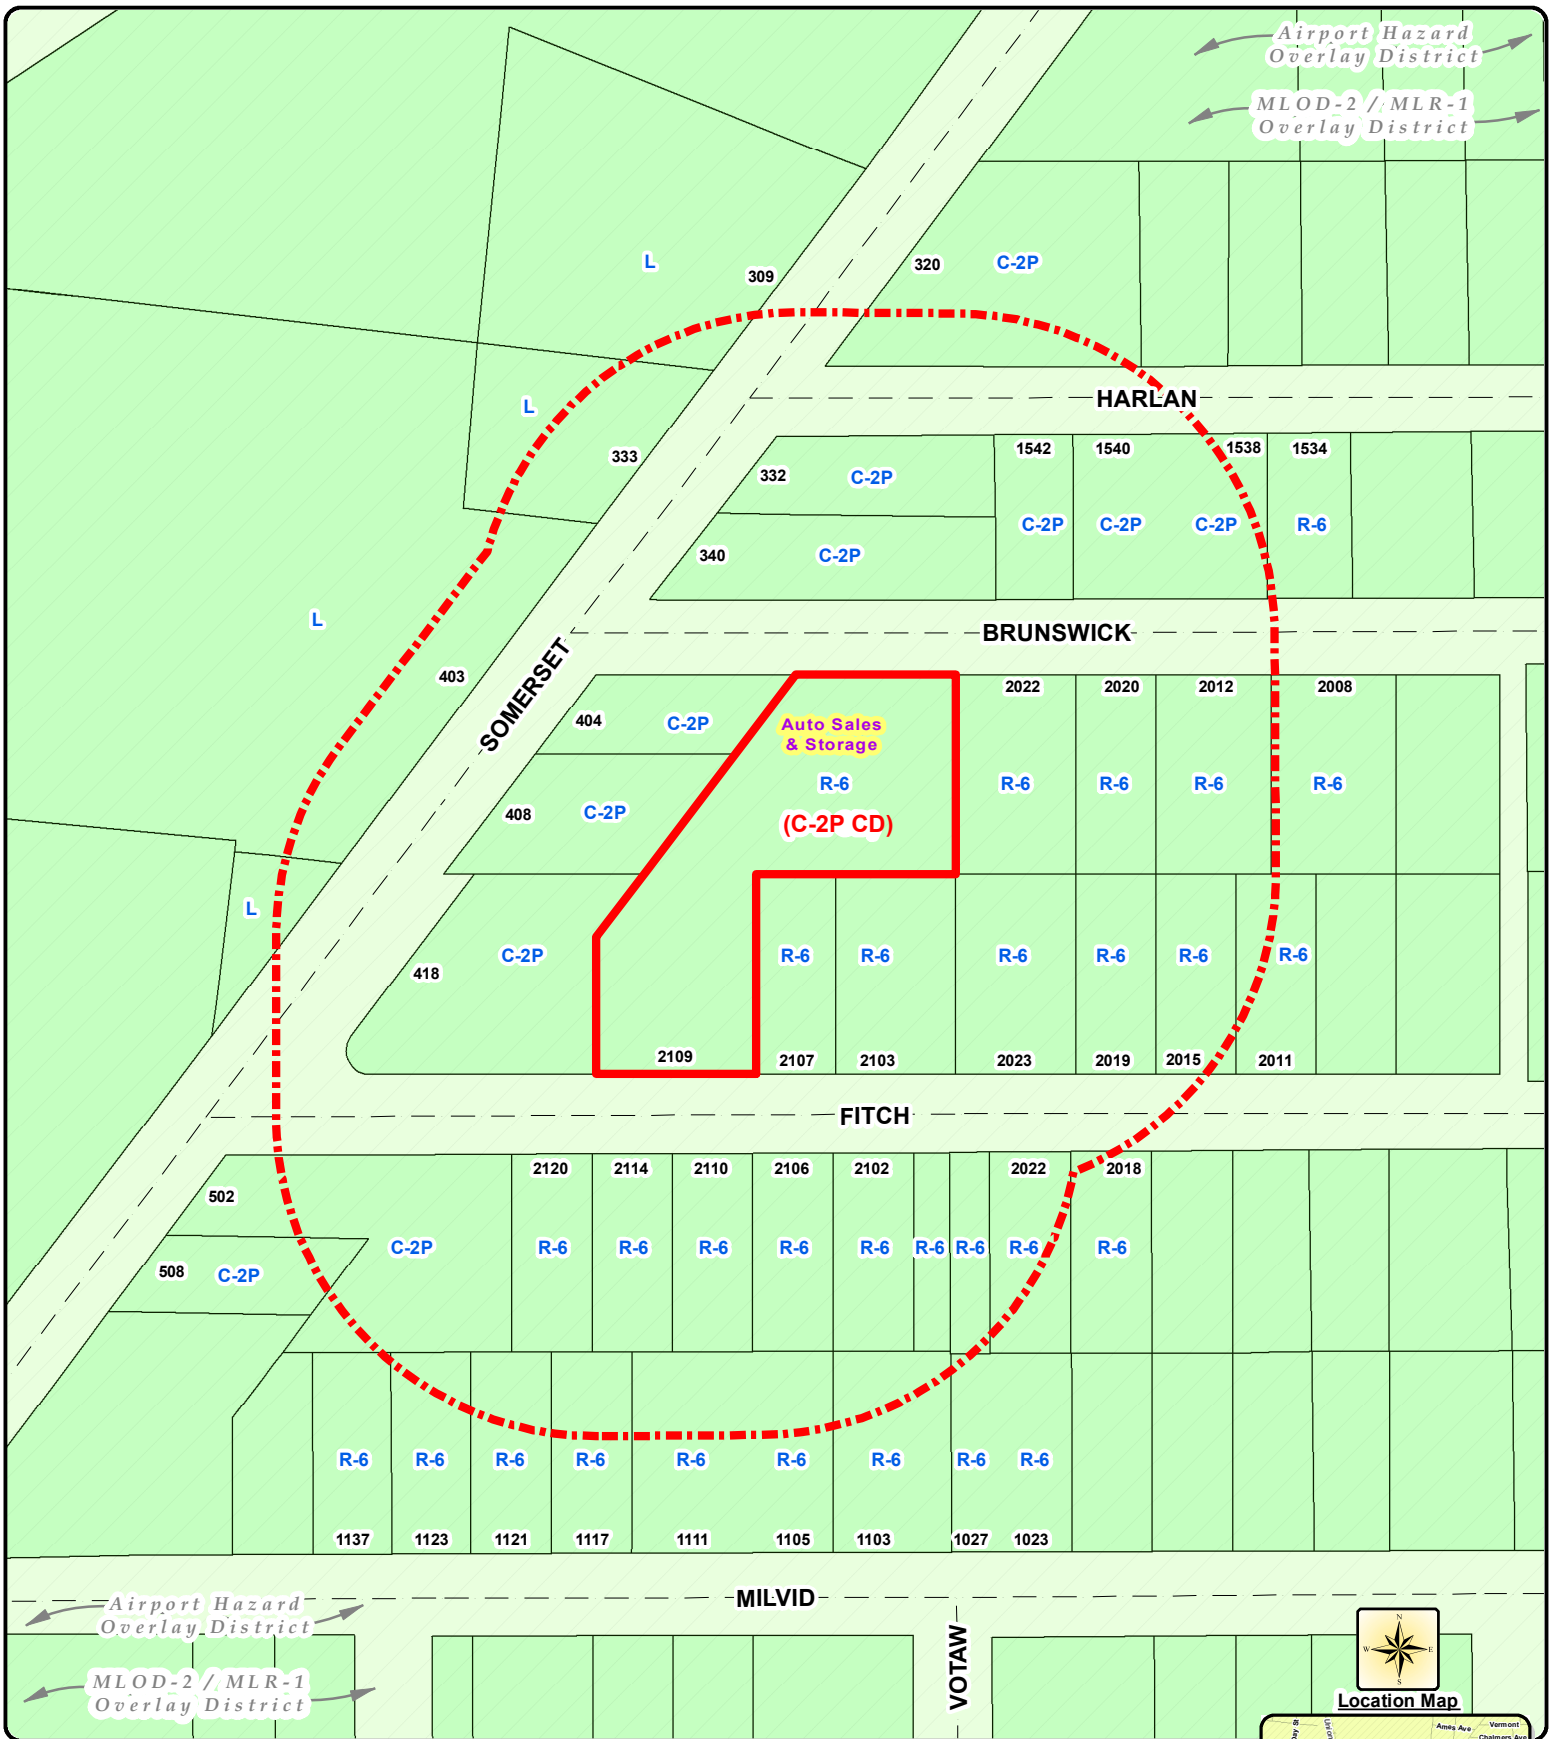 Airport Hazard
Overlay District
MLOD-2 / MLR-1
Overlay District
L
309
320
C-2P
L
HARLAN
333
332
C-2P
1542
1540
1538
1534
C-2P
C-2P
C-2P
R-6
340
C-2P
L
BRUNSWICK
SOMERSET
403
404
C-2P
2022
2020
2012
2008
Auto Sales
& Storage
R-6
(C-2P CD)
R-6
R-6
R-6
R-6
408
C-2P
L
418
C-2P
R-6
R-6
R-6
R-6
R-6
R-6
2109
2107
2103
2023
2019
2015
2011
FITCH
2120
2114
2110
2106
2102
2022
2018
502
C-2P
R-6
R-6
R-6
R-6
R-6
R-6
R-6
R-6
R-6
508
C-2P
R-6
R-6
R-6
R-6
R-6
R-6
R-6
R-6
R-6
1137
1123
1121
1117
1111
1105
1103
1027
1023
MILVID
Airport Hazard
Overlay District
VOTAW
MLOD-2 / MLR-1
Overlay District
N
W
E
S
Location Map
Ames Ave
Vermont
Chalmers Ave